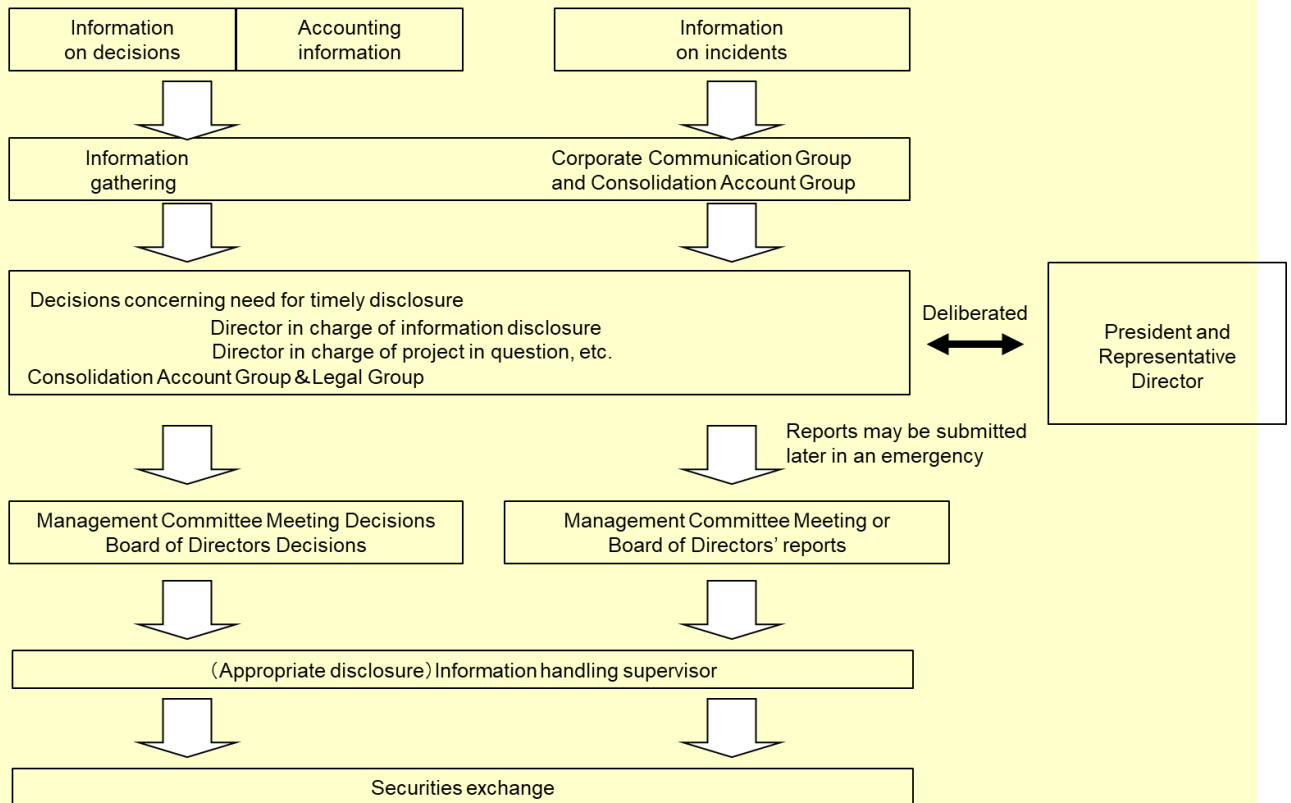 Information
on decisions
Accounting
information
Information
on incidents
Information
gathering
Corporate Communication Group
and Consolidation Account Group
Decisions concerning need for timely disclosure
Director in charge of information disclosure
Director in charge of project in question, etc.
Consolidation Account Group & Legal Group
Deliberated
President and
Representative
Director
Reports may be submitted
later in an emergency
Management Committee Meeting Decisions
Board of Directors Decisions
Management Committee Meeting or
Board of Directors’ reports
（Appropriate disclosure）Information handling supervisor
Securities exchange